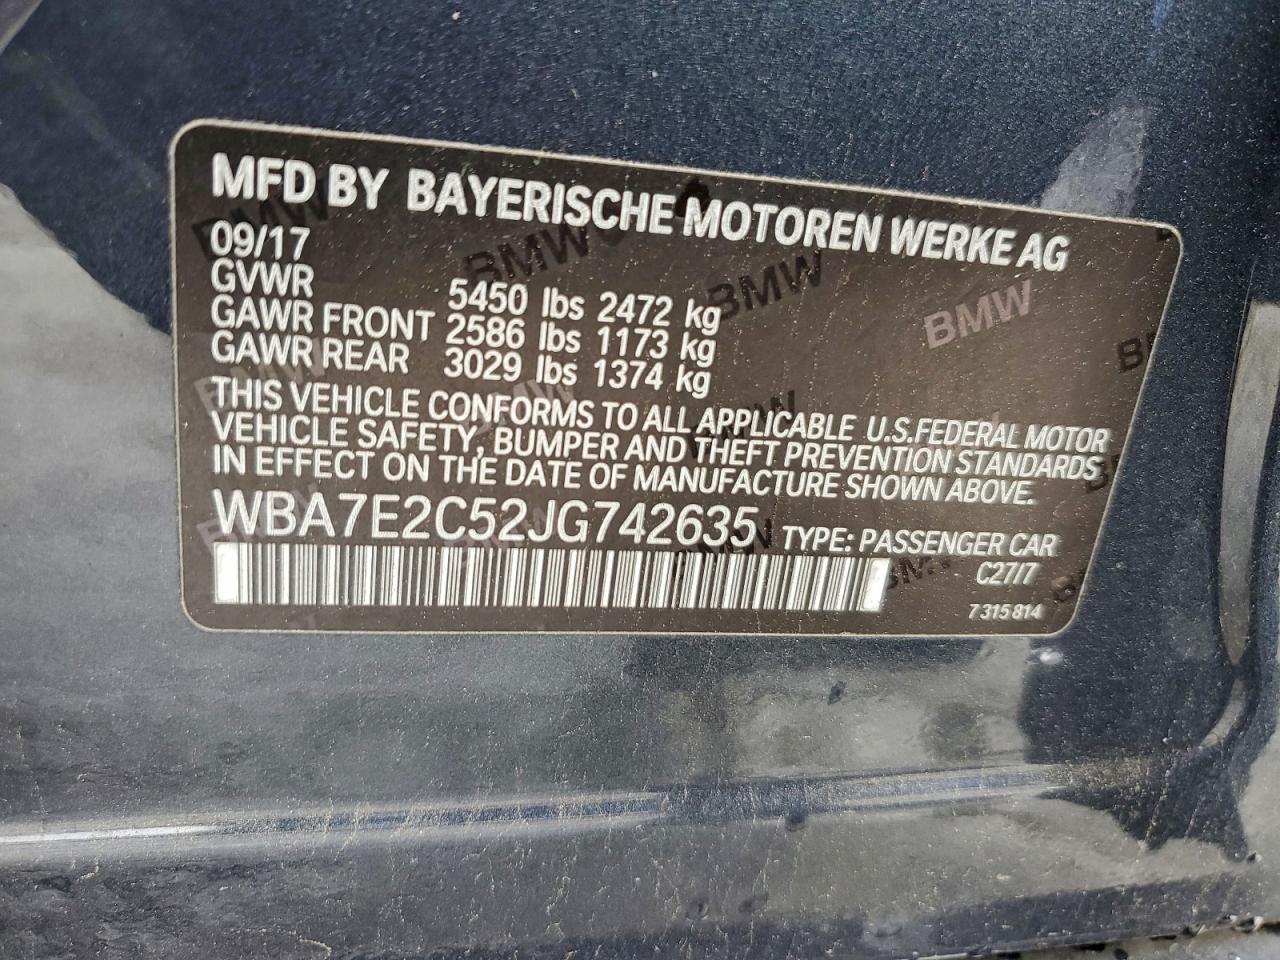 MFD BY BAYERISCHE MOTOREN WERKE AG
09/17
GVWR 5450 lbs 2472 kg
GAWR FRONT 2586 lbs 1173 kg
GAWR REAR 3029 lbs 1374 kg
THIS VEHICLE CONFORMS TO ALL APPLICABLE U.S.FEDERAL MOTOR
VEHICLE SAFETY, BUMPER AND THEFT PREVENTION STANDARDS
IN EFFECT ON THE DATE OF MANUFACTURE SHOWN ABOVE.
WBA7E2C52JG742635 TYPE: PASSENGER CAR
C27/7
7 315 814